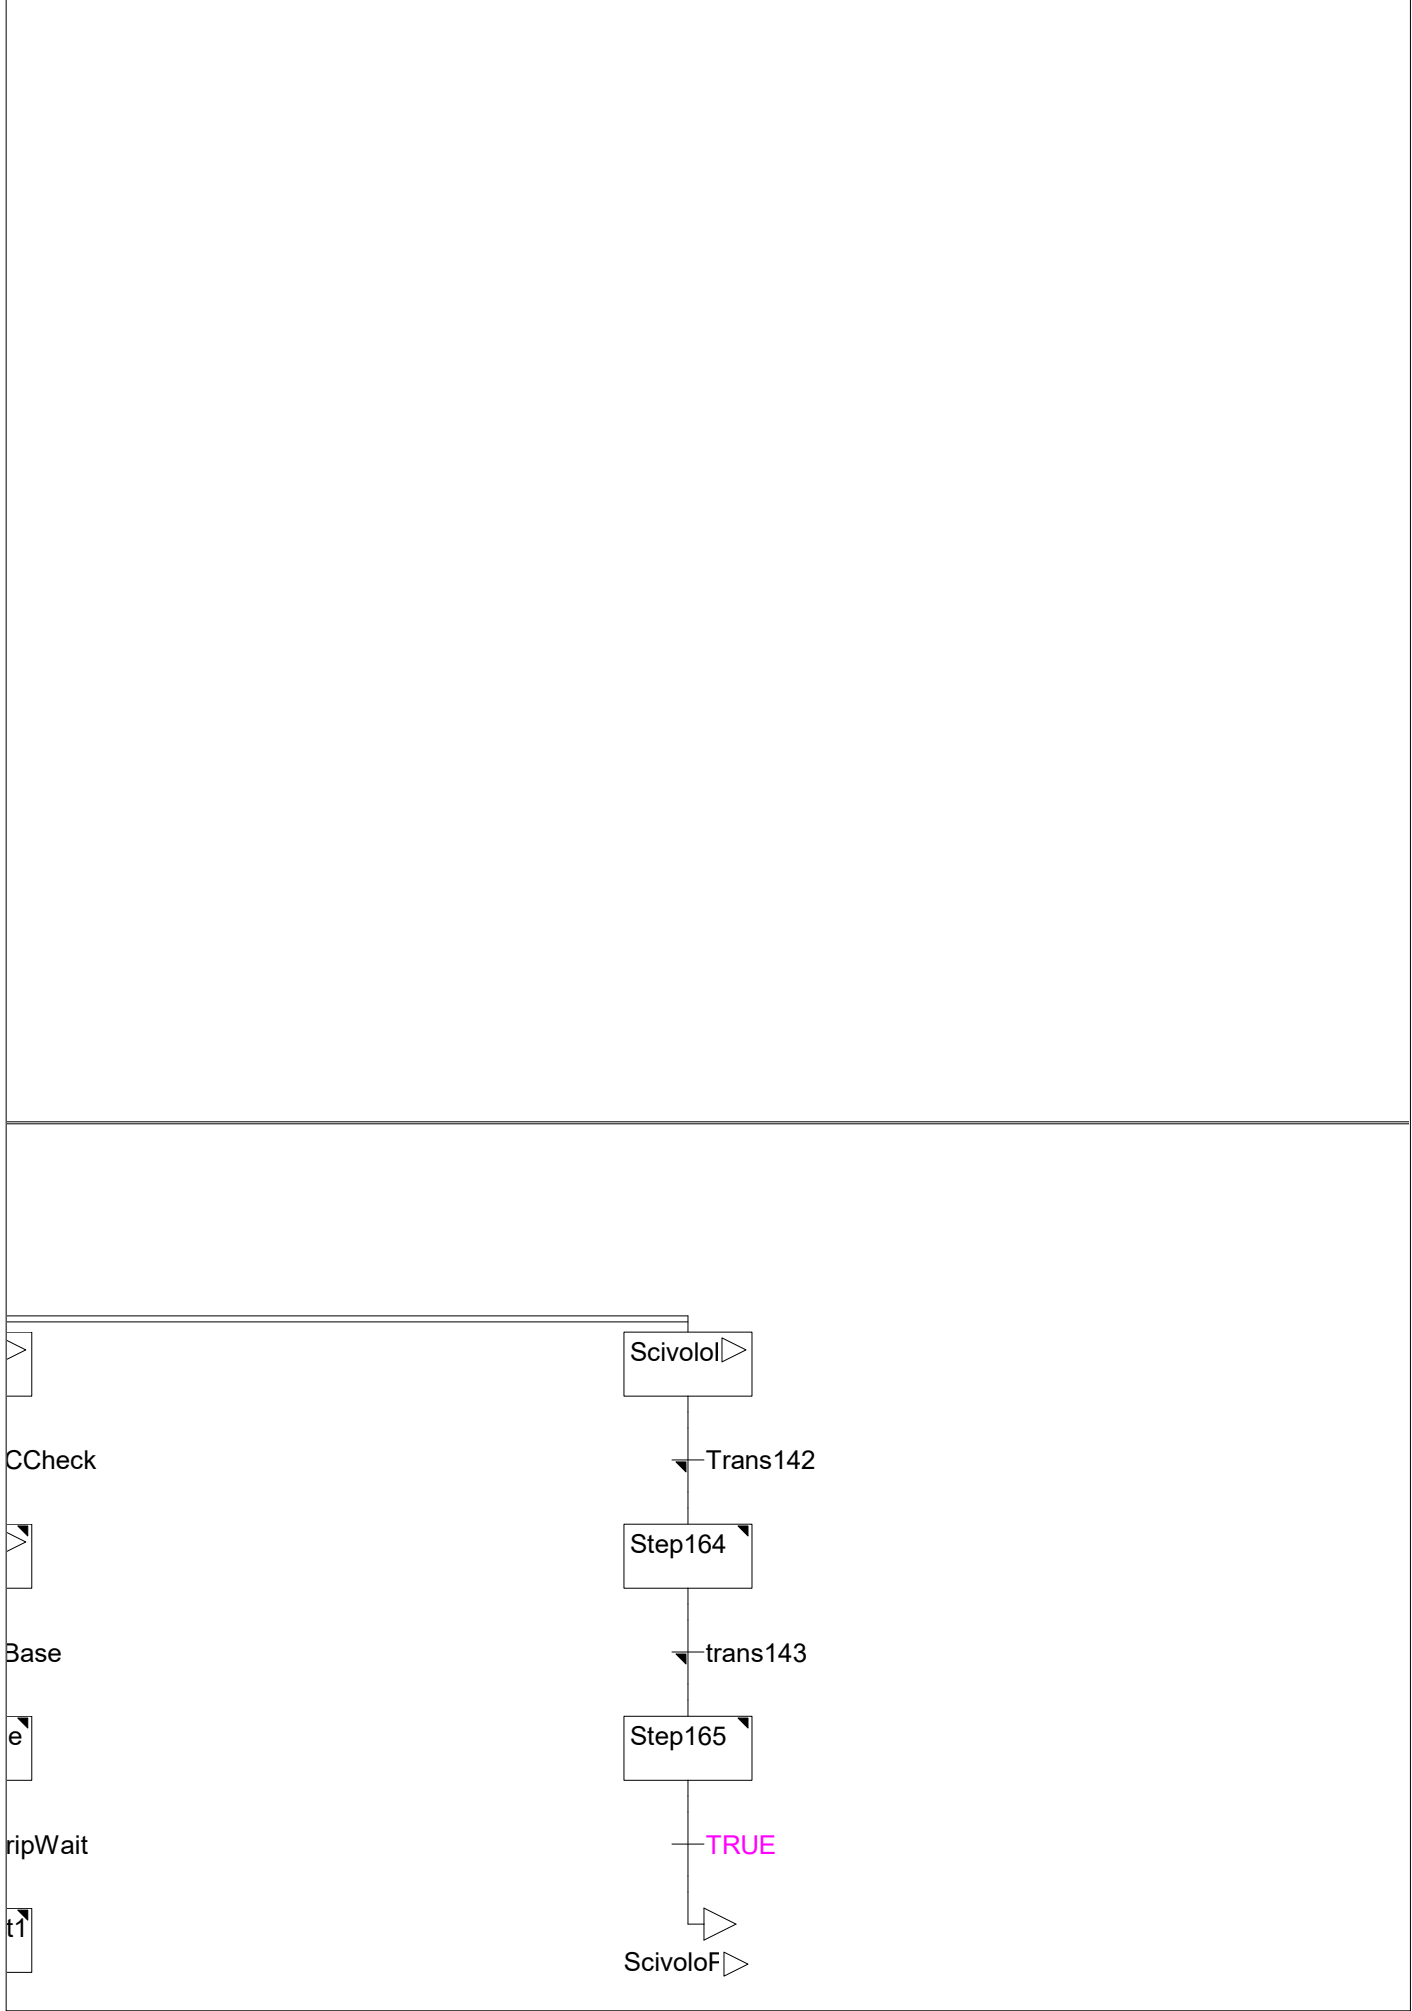 ScivoloI
CCheck
Trans142
Step164
Base
trans143
e
Step165
ripWait
TRUE
t1
ScivoloF